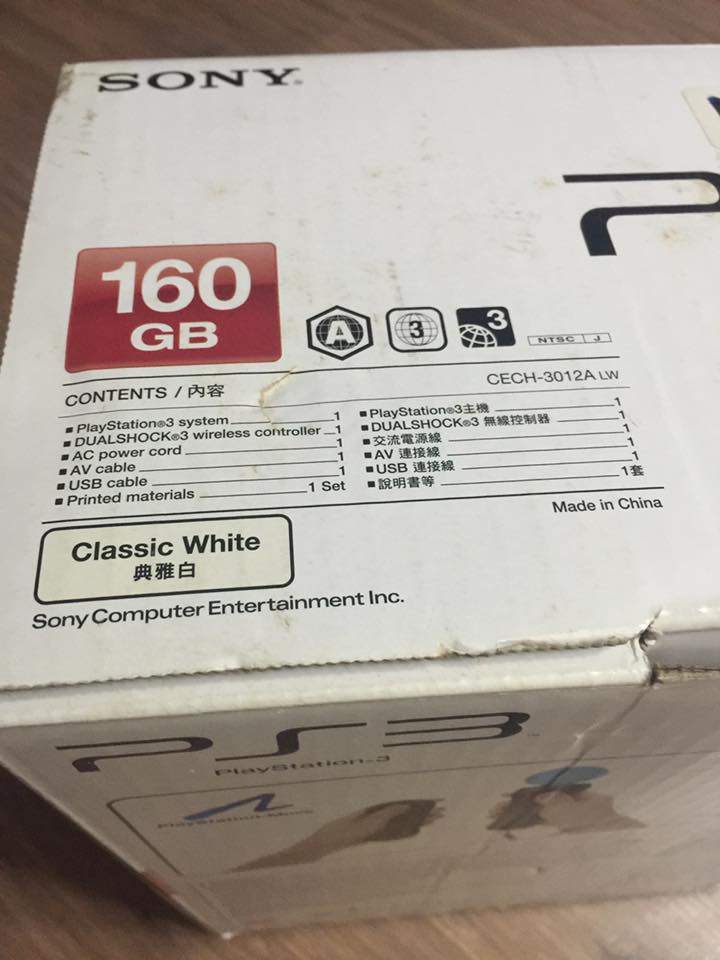 SONY
160
GB
A
3
3
NTSC J
CONTENTS / 內容
CECH-3012A LW
PlayStation®3 system 1
DUALSHOCK®3 wireless controller 1
AC power cord 1
AV cable 1
USB cable 1
Printed materials 1 Set
PlayStation®3主機 1
DUALSHOCK®3 無線控制器 1
交流電源線 1
AV 連接線 1
USB 連接線 1
說明書等 1套
Made in China
Classic White
典雅白
Sony Computer Entertainment Inc.
PS3
PlayStation®3
PlayStation®Move